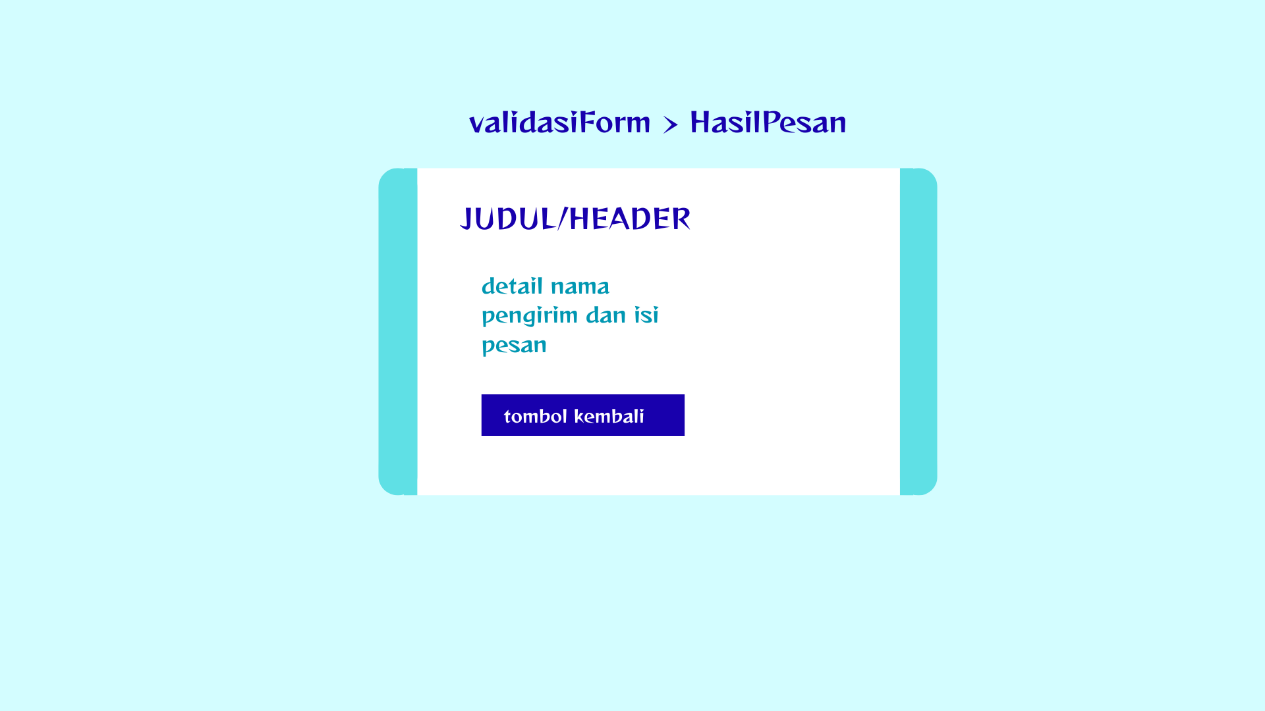 validasiForm > HasilPesan
JUDUL/HEADER
detail nama
pengirim dan isi
pesan
tombol kembali